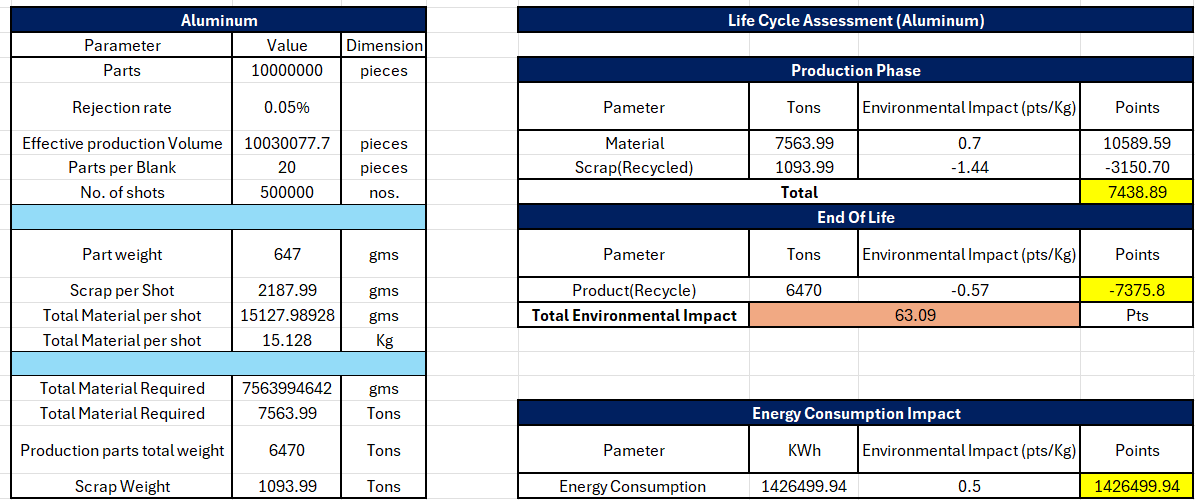 Aluminum
Parameter Value Dimension
Parts 10000000 pieces
Rejection rate 0.05%
Effective production Volume 10030077.7 pieces
Parts per Blank 20 pieces
No. of shots 500000 nos.
Part weight 647 gms
Scrap per Shot 2187.99 gms
Total Material per shot 15127.98928 gms
Total Material per shot 15.128 Kg
Total Material Required 7563994642 gms
Total Material Required 7563.99 Tons
Production parts total weight 6470 Tons
Scrap Weight 1093.99 Tons
Life Cycle Assessment (Aluminum)
Production Phase
Pameter Tons Environmental Impact (pts/Kg) Points
Material 7563.99 0.7 10589.59
Scrap(Recycled) 1093.99 -1.44 -3150.70
Total 7438.89
End Of Life
Pameter Tons Environmental Impact (pts/Kg) Points
Product(Recycle) 6470 -0.57 -7375.8
Total Environmental Impact 63.09 Pts
Energy Consumption Impact
Pameter KWh Environmental Impact (pts/Kg) Points
Energy Consumption 1426499.94 0.5 1426499.94